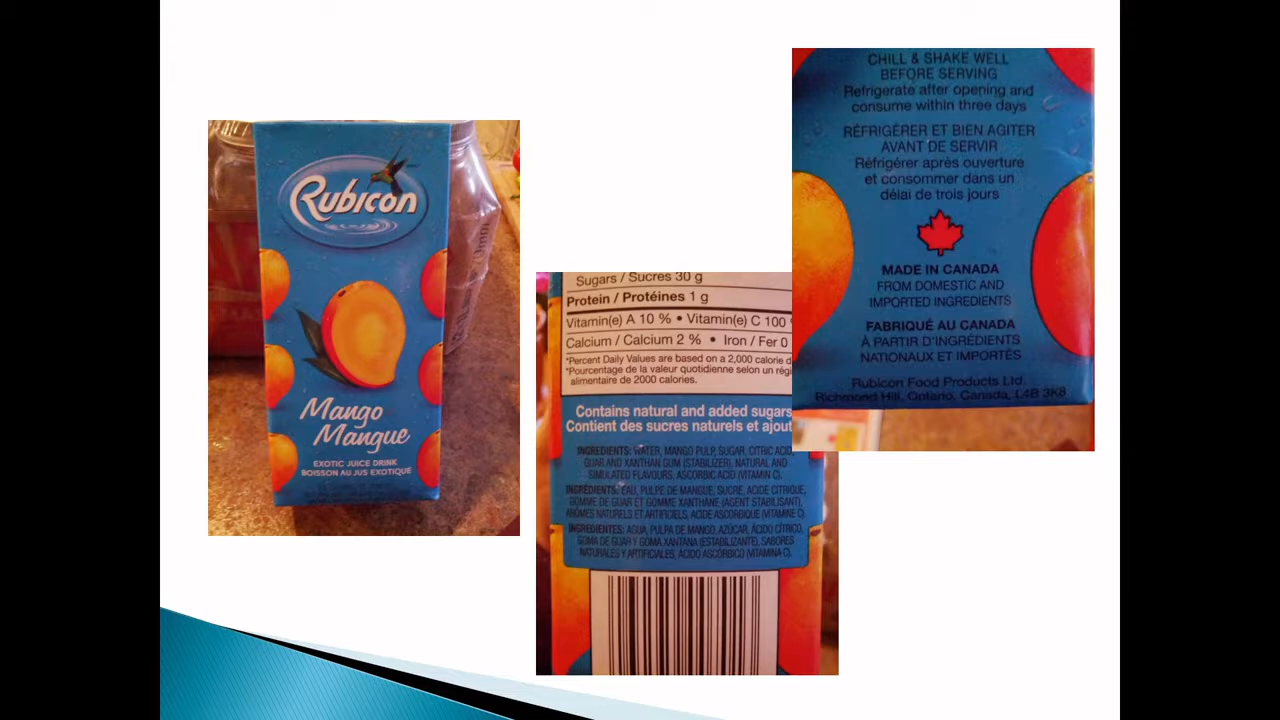 Rubicon
Mango
Mangue
EXOTIC JUICE DRINK
BOISSON AU JUS EXOTIQUE
Sugars / Sucres 30 g
Protein / Protéines 1 g
Vitamin(e) A 10 % • Vitamin(e) C 100
Calcium / Calcium 2 % • Iron / Fer 0
*Percent Daily Values are based on a 2,000 calorie d
*Pourcentage de la valeur quotidienne selon un régi
alimentaire de 2000 calories.
Contains natural and added sugars
Contient des sucres naturels et ajout
INGREDIENTS: WATER, MANGO PULP, SUGAR, CITRIC ACID,
GUAR AND XANTHAN GUM (STABILIZER), NATURAL AND
SIMULATED FLAVOURS, ASCORBIC ACID (VITAMIN C).
INGRÉDIENTS: EAU, PULPE DE MANGUE, SUCRE, ACIDE CITRIQUE,
GOMME DE GUAR ET GOMME XANTHANE (AGENT STABILISANT),
ARÔMES NATURELS ET ARTIFICIELS, ACIDE ASCORBIQUE (VITAMINE C).
INGREDIENTES: AGUA, PULPA DE MANGO, AZÚCAR, ÁCIDO CÍTRICO,
GOMA DE GUAR Y GOMA XANTANA (ESTABILIZANTE), SABORES
NATURALES Y ARTIFICIALES, ÁCIDO ASCÓRBICO (VITAMINA C).
CHILL & SHAKE WELL
BEFORE SERVING
Refrigerate after opening and
consume within three days
RÉFRIGÉRER ET BIEN AGITER
AVANT DE SERVIR
Réfrigérer après ouverture
et consommer dans un
délai de trois jours
MADE IN CANADA
FROM DOMESTIC AND
IMPORTED INGREDIENTS
FABRIQUÉ AU CANADA
À PARTIR D'INGRÉDIENTS
NATIONAUX ET IMPORTÉS
Rubicon Food Products Ltd.
Richmond Hill, Ontario, Canada, L4B 3K8